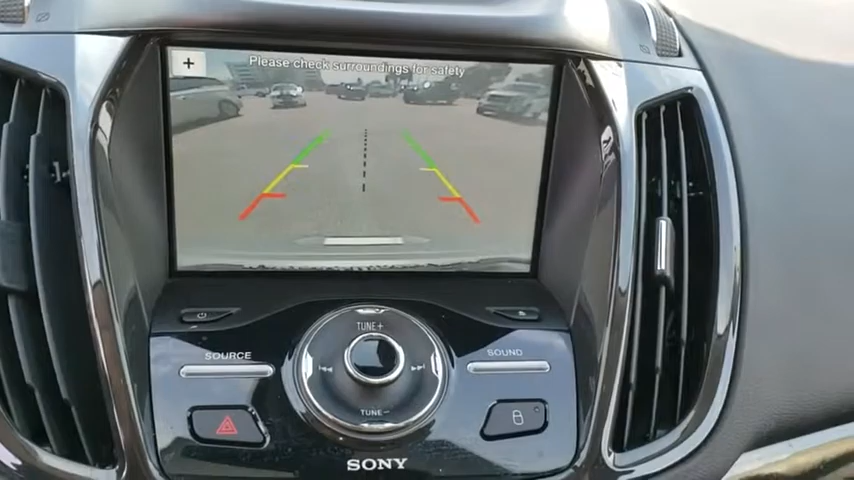 +
Please check surroundings for safety
TUNE+
SOURCE
SOUND
TUNE-
SONY